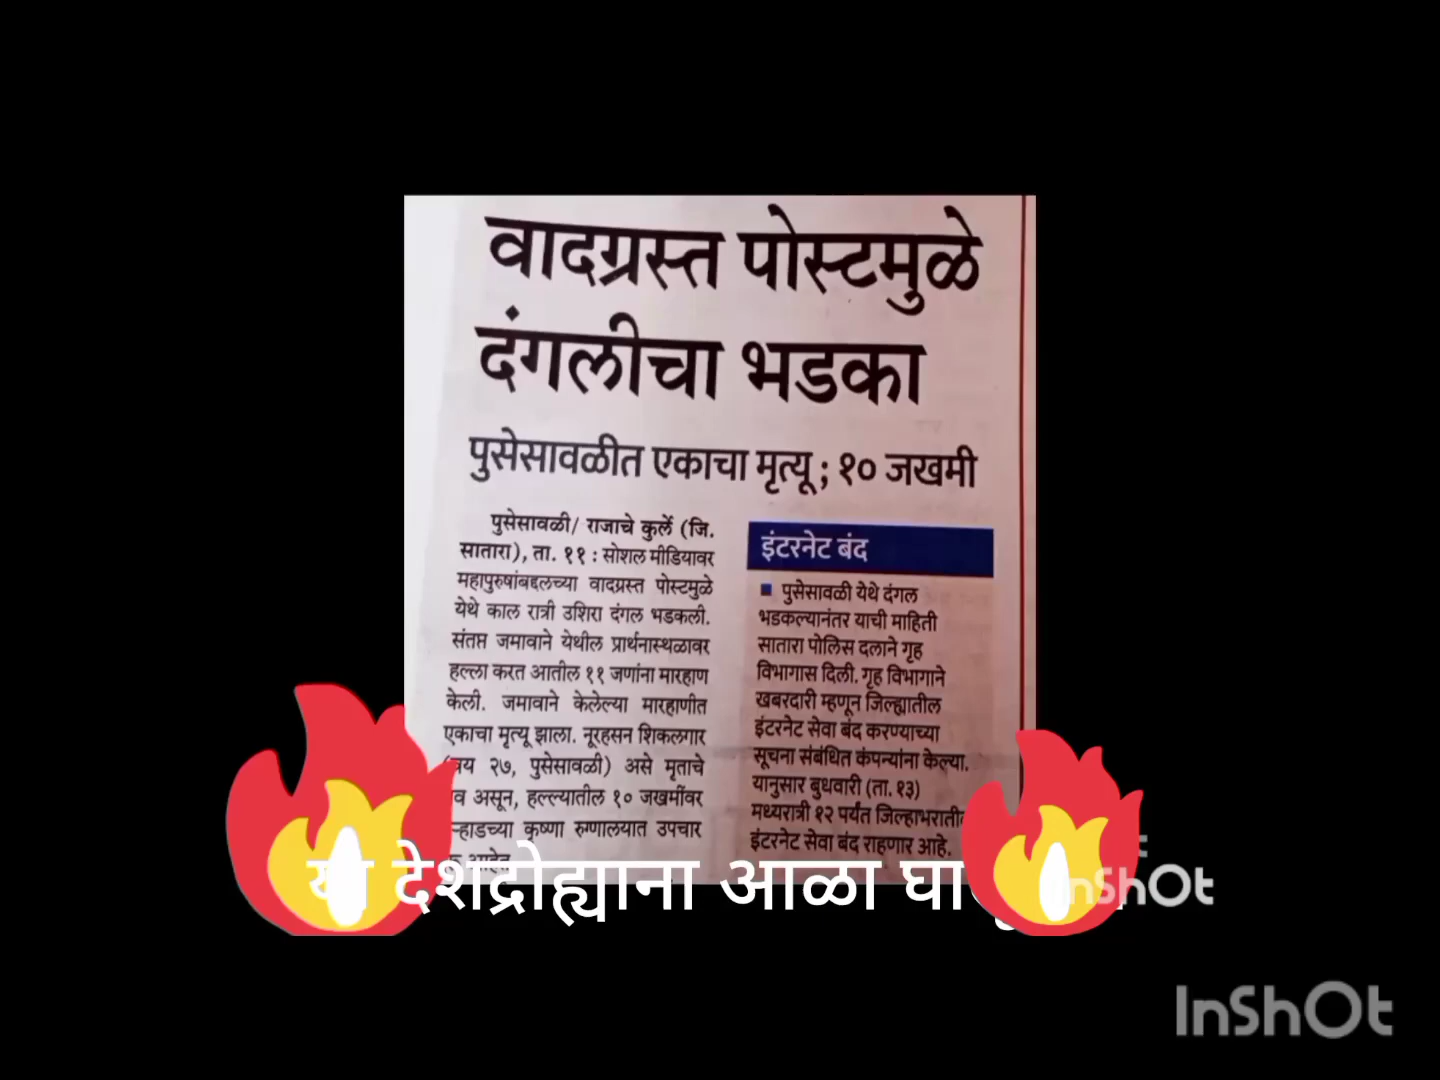 वादग्रस्त पोस्टमुळे
दंगलीचा भडका
पुसेसावळीत एकाचा मृत्यू ; १० जखमी
पुसेसावळी/ राजाचे कुर्ले (जि.
सातारा), ता. ११ : सोशल मीडियावर
महापुरुषांबद्दलच्या वादग्रस्त पोस्टमुळे
येथे काल रात्री उशिरा दंगल भडकली.
संतप्त जमावाने येथील प्रार्थनास्थळावर
हल्ला करत आतील ११ जणांना मारहाण
केली. जमावाने केलेल्या मारहाणीत
एकाचा मृत्यू झाला. नूरहसन शिकलगार
(वय २७, पुसेसावळी) असे मृताचे
असून, हल्ल्यातील १० जखमींवर
कृष्णा रुग्णालयात उपचार
इंटरनेट बंद
■ पुसेसावळी येथे दंगल
भडकल्यानंतर याची माहिती
सातारा पोलिस दलाने गृह
विभागास दिली. गृह विभागाने
खबरदारी म्हणून जिल्ह्यातील
इंटरनेट सेवा बंद करण्याच्या
सूचना संबंधित कंपन्यांना केल्या.
यानुसार बुधवारी (ता. १३)
मध्यरात्री १२ पर्यंत जिल्हाभरातील
इंटरनेट सेवा बंद राहणार आहे.
या देशद्रोह्याना आळा
InShOt
InShOt